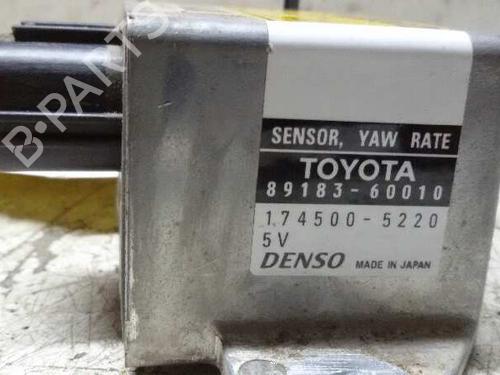 B-PARTS
SENSOR, YAW RATE
TOYOTA
89183-60010
174500-5220
5V
DENSO MADE IN JAPAN